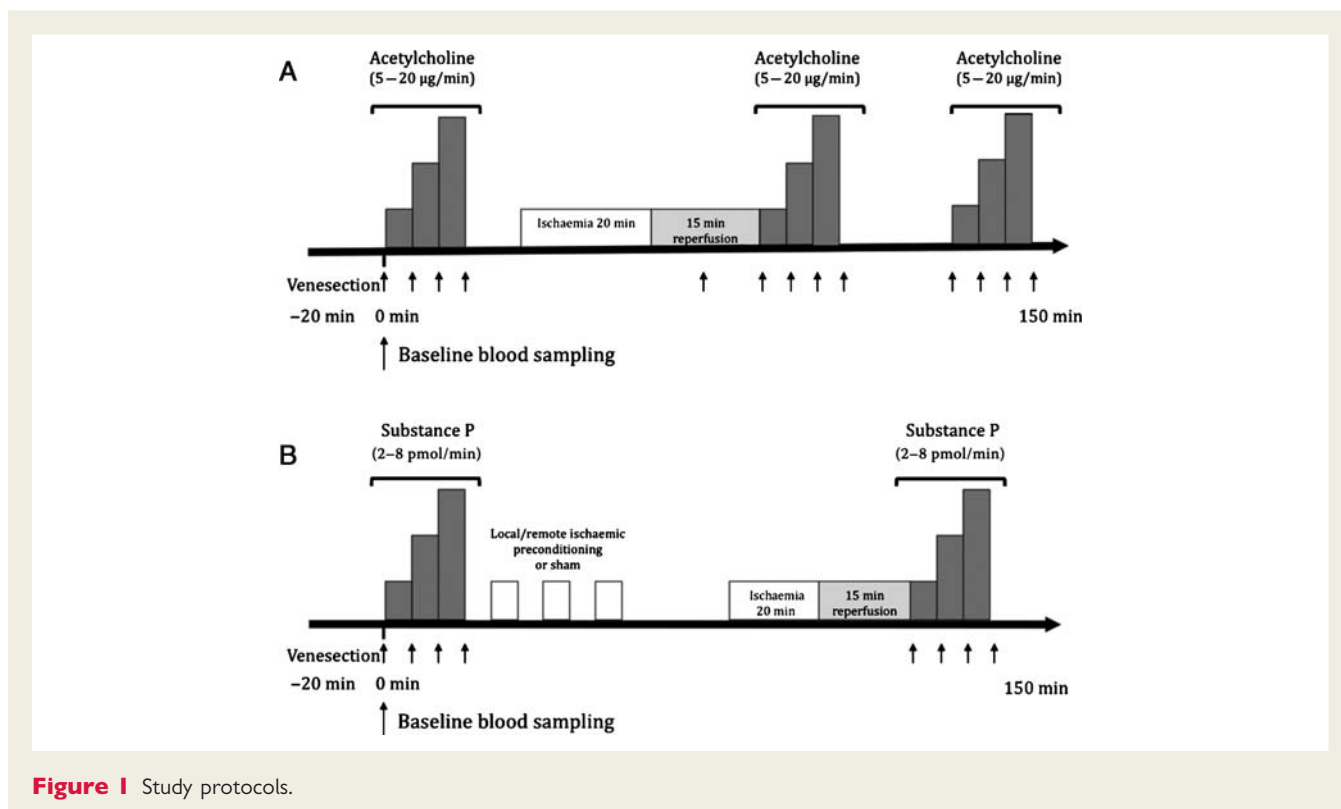 A
Acetylcholine
(5–20 µg/min)
Acetylcholine
(5–20 µg/min)
Acetylcholine
(5–20 µg/min)
Ischaemia 20 min
15 min
reperfusion
Venesection
–20 min 0 min 150 min
Baseline blood sampling
B
Substance P
(2–8 pmol/min)
Substance P
(2–8 pmol/min)
Local/remote ischaemic
preconditioning
or sham
Ischaemia
20 min
15 min
reperfusion
Venesection
–20 min 0 min 150 min
Baseline blood sampling
Figure 1 Study protocols.